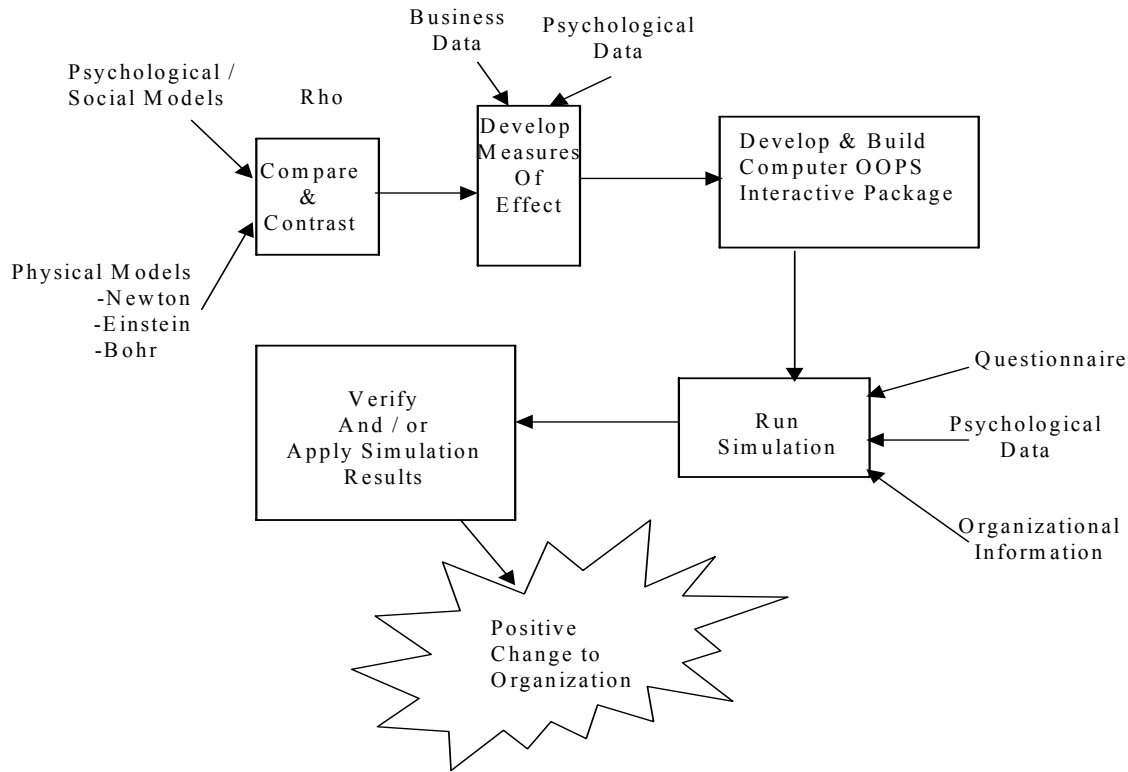 Business
Data
Psychological
Data
Psychological /
Social Models
Rho
Compare
&
Contrast
Physical Models
-Newton
-Einstein
-Bohr
Develop
Measures
Of
Effect
Develop & Build
Computer OOPS
Interactive Package
Questionnaire
Psychological
Data
Organizational
Information
Run
Simulation
Verify
And / or
Apply Simulation
Results
Positive
Change to
Organization